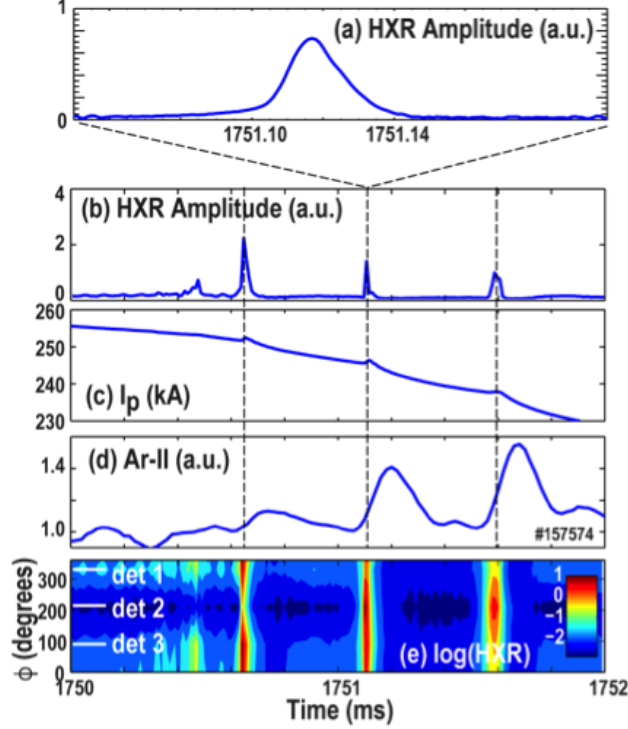 1
(a) HXR Amplitude (a.u.)
0
1751.10 1751.14
4
(b) HXR Amplitude (a.u.)
2
0
260
250
240
(c) Ip (kA)
230
(d) Ar-II (a.u.)
1.4
1.0
#157574
ϕ (degrees)
300
200
100
0
det 1
det 2
det 3
(e) log(HXR)
1
0
−1
−2
1750 1751 1752
Time (ms)